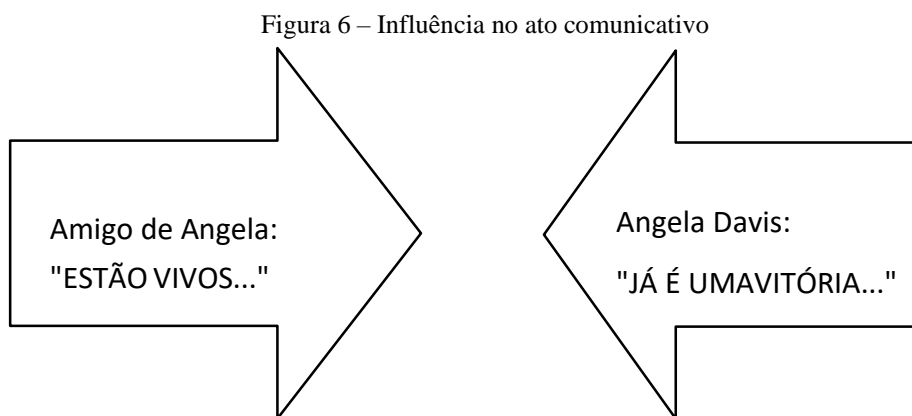 Figura 6 – Influência no ato comunicativo
Amigo de Angela:
"ESTÃO VIVOS..."
Angela Davis:
"JÁ É UMAVITÓRIA..."